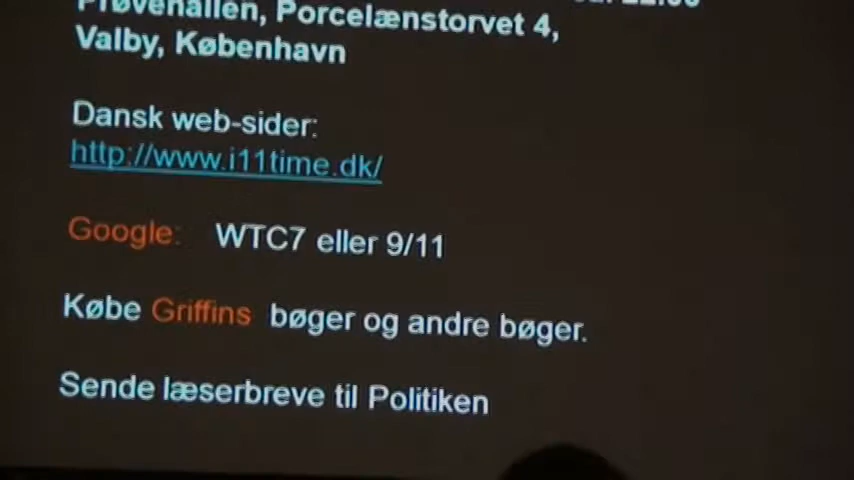 Prøvehallen, Porcelænstorvet 4,
Valby, København
Dansk web-sider:
http://www.i11time.dk/
Google: WTC7 eller 9/11
Købe Griffins bøger og andre bøger.
Sende læserbreve til Politiken